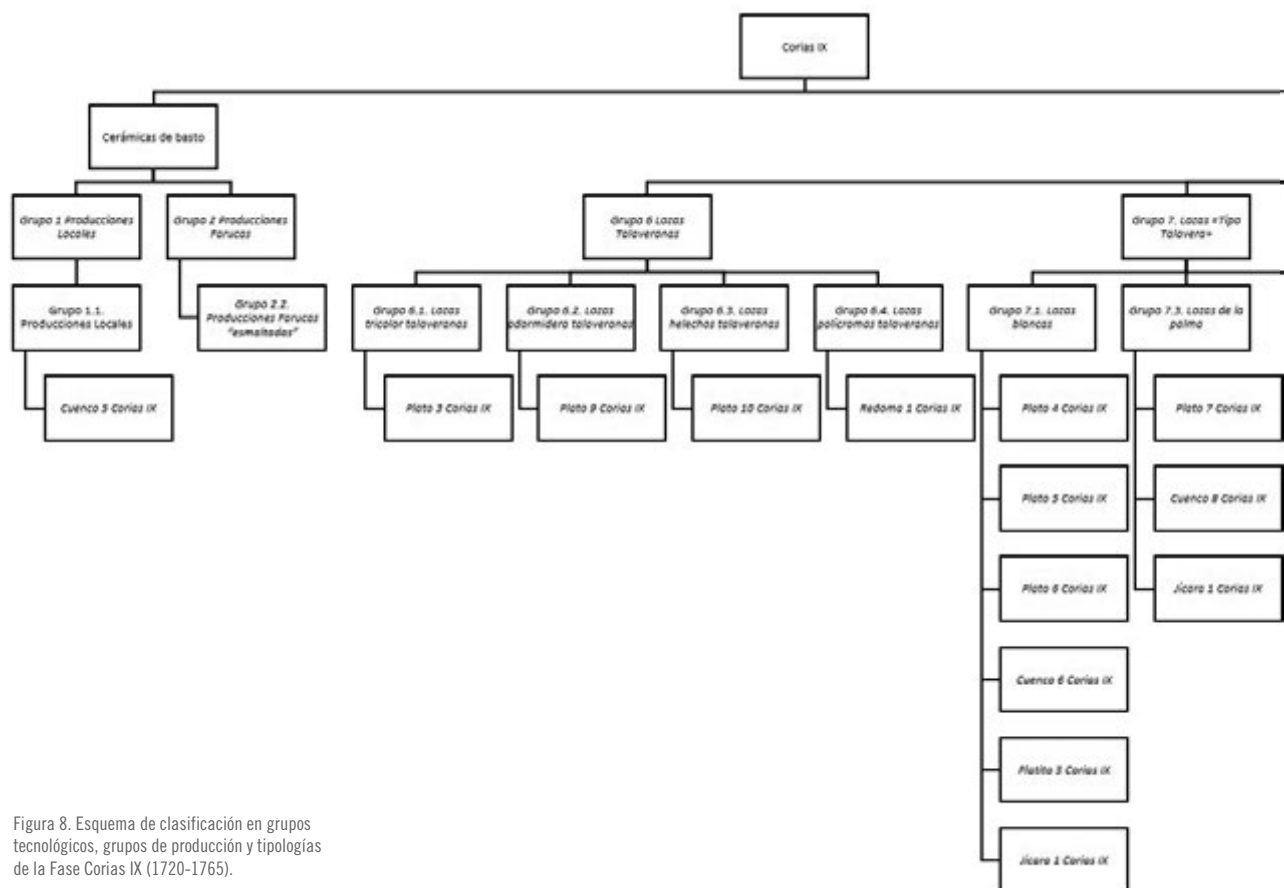 Corias IX
Cerámicas de basto
Grupo 1 Producciones
Locales
Grupo 2 Producciones
Farucas
Grupo 6 Lozas
Talaveranas
Grupo 7. Lozas «Tipo
Talavera»
Grupo 1.1.
Producciones Locales
Grupo 2.2.
Producciones Farucas
"esmaltadas"
Grupo 6.1. Lozas
tricolor talaveranas
Grupo 6.2. Lozas
adormidera talaveranas
Grupo 6.3. Lozas
helechos talaveranas
Grupo 6.4. Lozas
polícromas talaveranas
Grupo 7.1. Lozas
blancas
Grupo 7.3. Lozas de la
palma
Cuenco 5 Corias IX
Plato 3 Corias IX
Plato 9 Corias IX
Plato 10 Corias IX
Redoma 1 Corias IX
Plato 4 Corias IX
Plato 7 Corias IX
Plato 5 Corias IX
Cuenco 8 Corias IX
Plato 6 Corias IX
Jícara 1 Corias IX
Cuenco 6 Corias IX
Platito 3 Corias IX
Jícara 1 Corias IX
Figura 8. Esquema de clasificación en grupos
tecnológicos, grupos de producción y tipologías
de la Fase Corias IX (1720-1765).